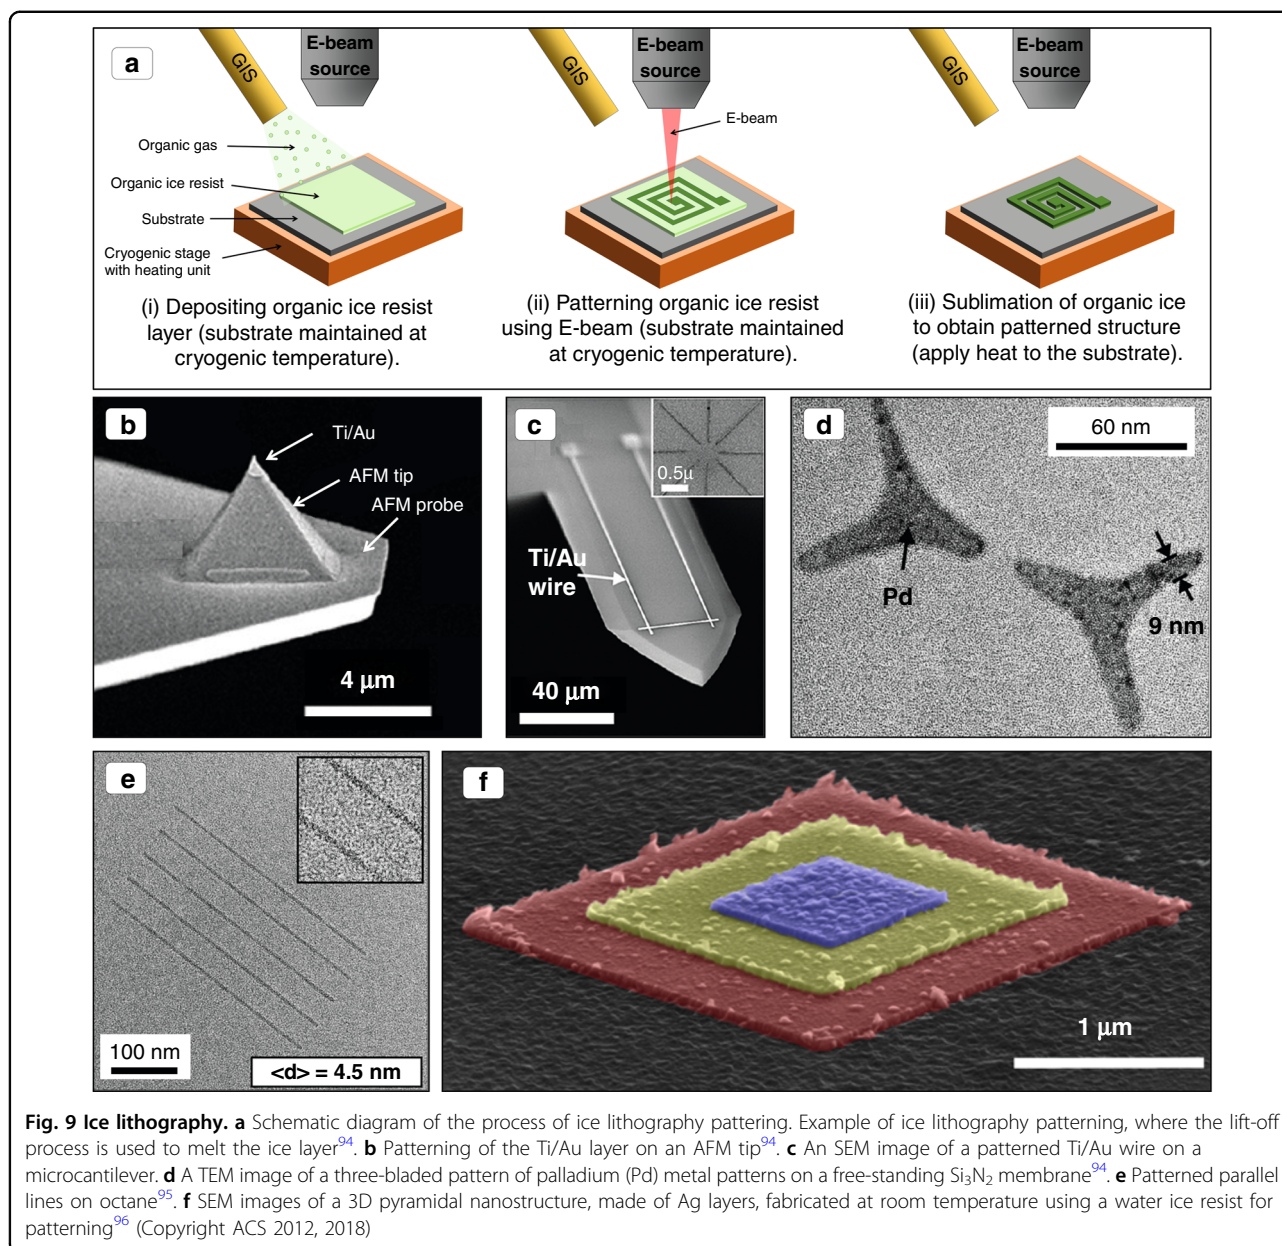 a
GIS
E-beam
source
GIS
E-beam
source
GIS
E-beam
source
Organic gas
E-beam
Organic ice resist
Substrate
Cryogenic stage
with heating unit
(i) Depositing organic ice resist
layer (substrate maintained at
cryogenic temperature).
(ii) Patterning organic ice resist
using E-beam (substrate maintained
at cryogenic temperature).
(iii) Sublimation of organic ice
to obtain patterned structure
(apply heat to the substrate).
b
Ti/Au
AFM tip
AFM probe
4 μm
c
0.5μ
Ti/Au
wire
40 μm
d
60 nm
Pd
9 nm
e
100 nm
<d> = 4.5 nm
f
1 μm
Fig. 9 Ice lithography. a Schematic diagram of the process of ice lithography pattering. Example of ice lithography patterning, where the lift-off
process is used to melt the ice layer94. b Patterning of the Ti/Au layer on an AFM tip94. c An SEM image of a patterned Ti/Au wire on a
microcantilever. d A TEM image of a three-bladed pattern of palladium (Pd) metal patterns on a free-standing Si3N2 membrane94. e Patterned parallel
lines on octane95. f SEM images of a 3D pyramidal nanostructure, made of Ag layers, fabricated at room temperature using a water ice resist for
patterning96 (Copyright ACS 2012, 2018)